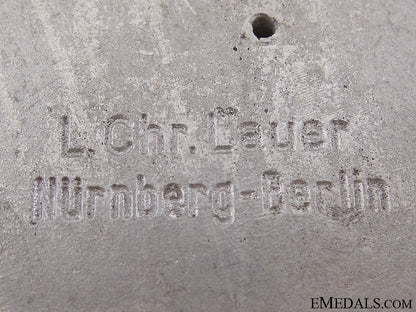 L. Chr. Lauer
Nürnberg-Berlin
EMEDALS.COM